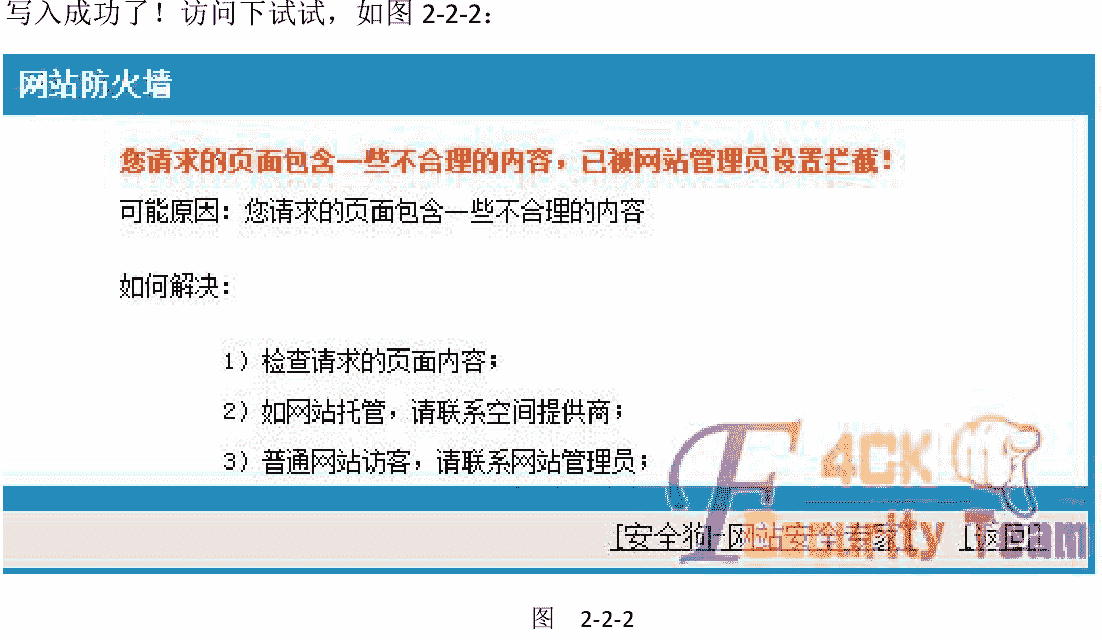 写入成功了！访问下试试，如图 2-2-2：
网站防火墙
您请求的页面包含一些不合理的内容，已被网站管理员设置拦截！
可能原因：您请求的页面包含一些不合理的内容
如何解决：
1）检查请求的页面内容；
2）如网站托管，请联系空间提供商；
3）普通网站访客，请联系网站管理员；
F4CK
Security Team
[安全狗-网站安全专家] [返回]
图 2-2-2